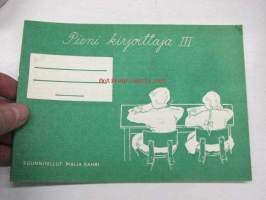 Pieni kirjoittaja III
SUUNNITELLUT MAIJA KAHRI